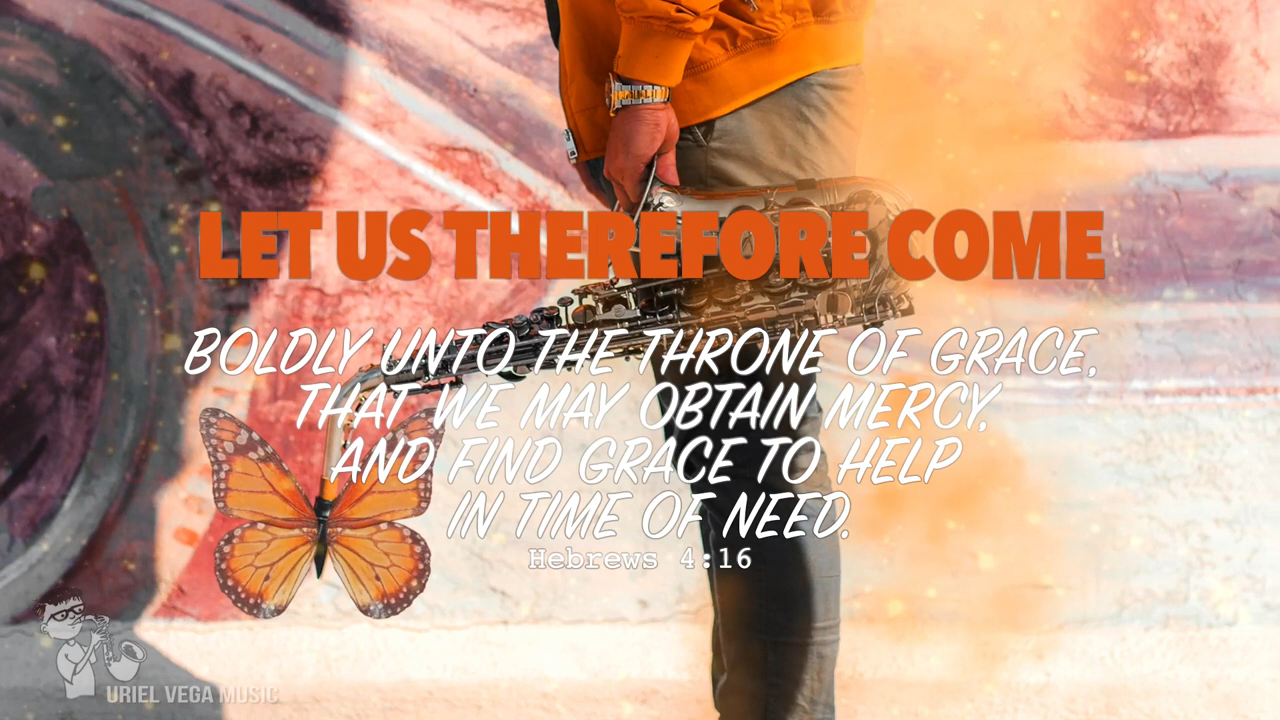 LET US THEREFORE COME
BOLDLY UNTO THE THRONE OF GRACE,
THAT WE MAY OBTAIN MERCY,
AND FIND GRACE TO HELP
IN TIME OF NEED.
Hebrews 4:16
URIEL VEGA MUSIC